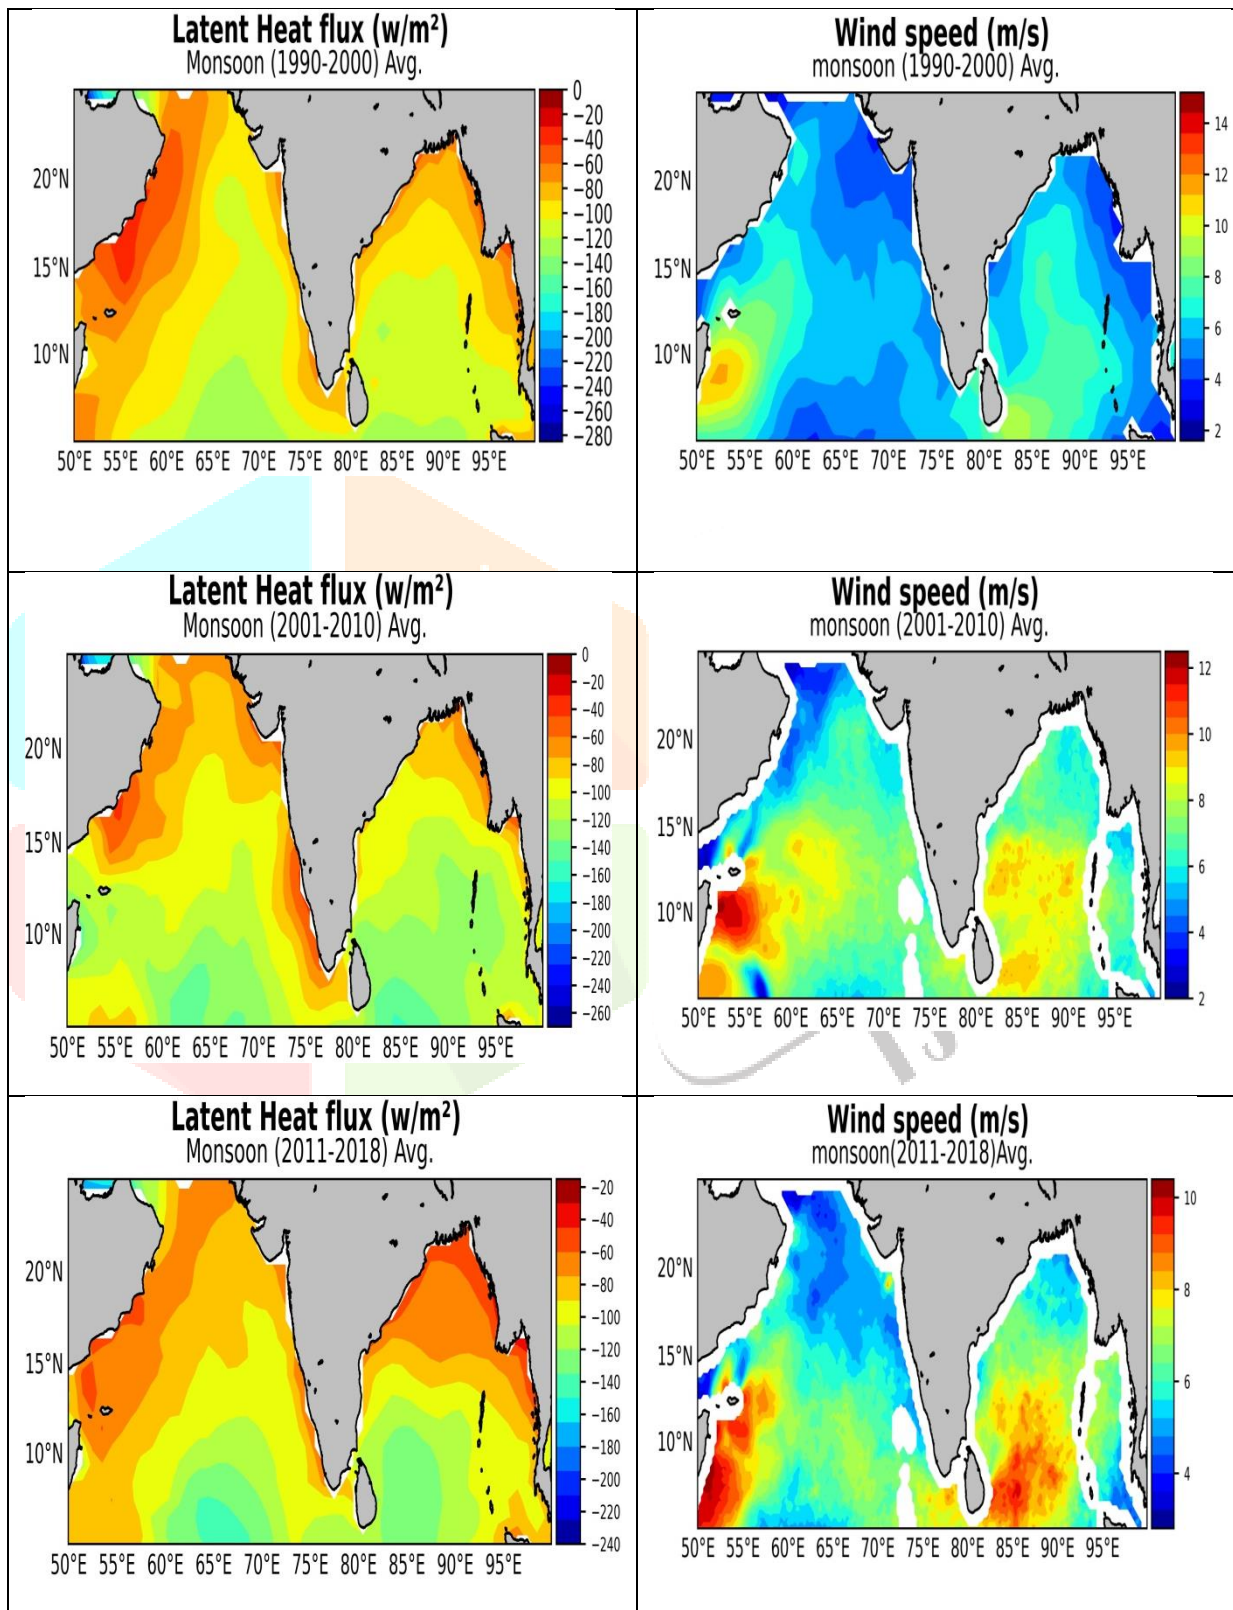 Latent Heat flux (w/m²)
Monsoon (1990-2000) Avg.
0
−20
−40
−60
−80
−100
−120
−140
−160
−180
−200
−220
−240
−260
−280
20°N
15°N
10°N
50°E 55°E 60°E 65°E 70°E 75°E 80°E 85°E 90°E 95°E
Wind speed (m/s)
monsoon (1990-2000) Avg.
14
12
10
8
6
4
2
20°N
15°N
10°N
50°E 55°E 60°E 65°E 70°E 75°E 80°E 85°E 90°E 95°E
Latent Heat flux (w/m²)
Monsoon (2001-2010) Avg.
0
−20
−40
−60
−80
−100
−120
−140
−160
−180
−200
−220
−240
−260
20°N
15°N
10°N
50°E 55°E 60°E 65°E 70°E 75°E 80°E 85°E 90°E 95°E
Wind speed (m/s)
monsoon (2001-2010) Avg.
12
10
8
6
4
2
20°N
15°N
10°N
50°E 55°E 60°E 65°E 70°E 75°E 80°E 85°E 90°E 95°E
Latent Heat flux (w/m²)
Monsoon (2011-2018) Avg.
−20
−40
−60
−80
−100
−120
−140
−160
−180
−200
−220
−240
20°N
15°N
10°N
50°E 55°E 60°E 65°E 70°E 75°E 80°E 85°E 90°E 95°E
Wind speed (m/s)
monsoon(2011-2018)Avg.
10
8
6
4
20°N
15°N
10°N
50°E 55°E 60°E 65°E 70°E 75°E 80°E 85°E 90°E 95°E